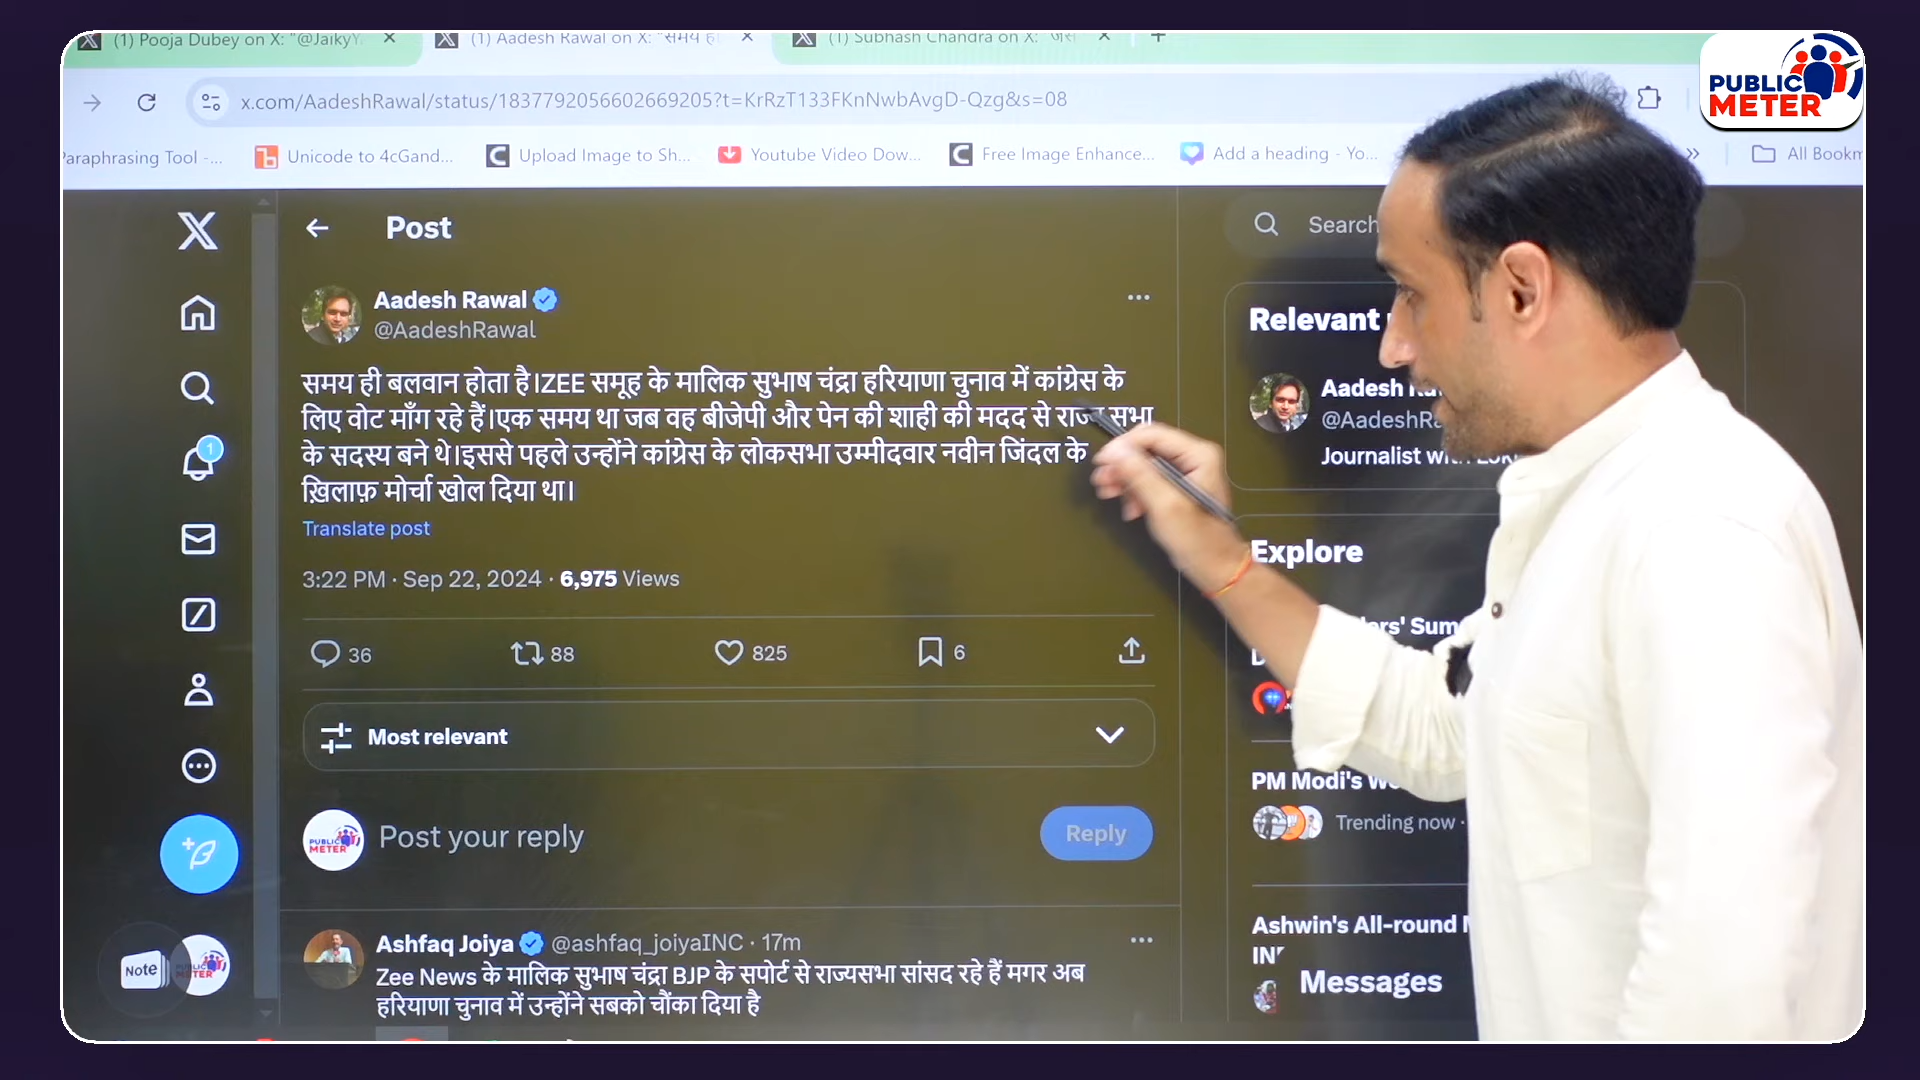 (1) Pooja Dubey on X: "@JaikyY
(1) Aadesh Rawal on X: "समय ही
(1) Subhash Chandra on X: "जैसे
x.com/AadeshRawal/status/1837792056602669205?t=KrRzT133FKnNwbAvgD-Qzg&s=08
PUBLIC
METER
Paraphrasing Tool -...
Unicode to 4cGand...
Upload Image to Sh...
Youtube Video Dow...
Free Image Enhance...
Add a heading - Yo...
All Bookm
Post
Search
Aadesh Rawal
@AadeshRawal
समय ही बलवान होता है।ZEE समूह के मालिक सुभाष चंद्रा हरियाणा चुनाव में कांग्रेस के
लिए वोट माँग रहे हैं।एक समय था जब वह बीजेपी और पेन की शाही की मदद से राज्य सभा
के सदस्य बने थे।इससे पहले उन्होंने कांग्रेस के लोकसभा उम्मीदवार नवीन जिंदल के
ख़िलाफ़ मोर्चा खोल दिया था।
Translate post
3:22 PM · Sep 22, 2024 · 6,975 Views
36
88
825
6
Most relevant
PUBLIC
METER
Post your reply
Reply
Ashfaq Joiya @ashfaq_joiyaINC · 17m
Zee News के मालिक सुभाष चंद्रा BJP के सपोर्ट से राज्यसभा सांसद रहे हैं मगर अब
हरियाणा चुनाव में उन्होंने सबको चौंका दिया है
1
Note
Relevant
Aadesh
@AadeshRa
Journalist
Explore
PM Modi's
Trending now ·
Ashwin's All-round
Messages